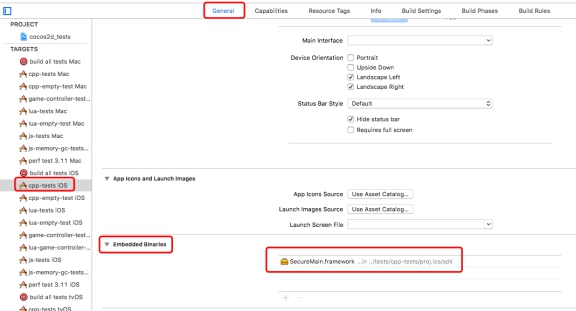 General
Capabilities
Resource Tags
Info
Build Settings
Build Phases
Build Rules
PROJECT
cocos2d_tests
TARGETS
build all tests Mac
cpp-tests Mac
cpp-empty-test Mac
game-controller-test...
lua-tests Mac
lua-empty-test Mac
js-tests Mac
js-memory-gc-tests...
perf test 3.11 Mac
build all tests iOS
cpp-tests iOS
cpp-empty-test iOS
lua-tests iOS
lua-empty-test iOS
game-controller-test...
lua-game-controller-...
js-tests iOS
js-memory-gc-tests...
perf test 3.11 iOS
build all tests tvOS
cpp-tests tvOS
Main Interface
Device Orientation
Portrait
Upside Down
Landscape Left
Landscape Right
Status Bar Style
Default
Hide status bar
Requires full screen
▼ App Icons and Launch Images
App Icons Source
Use Asset Catalog...
Launch Images Source
Use Asset Catalog...
Launch Screen File
▼ Embedded Binaries
SecureMain.framework ...in ../tests/cpp-tests/proj.ios/sdk
+ −